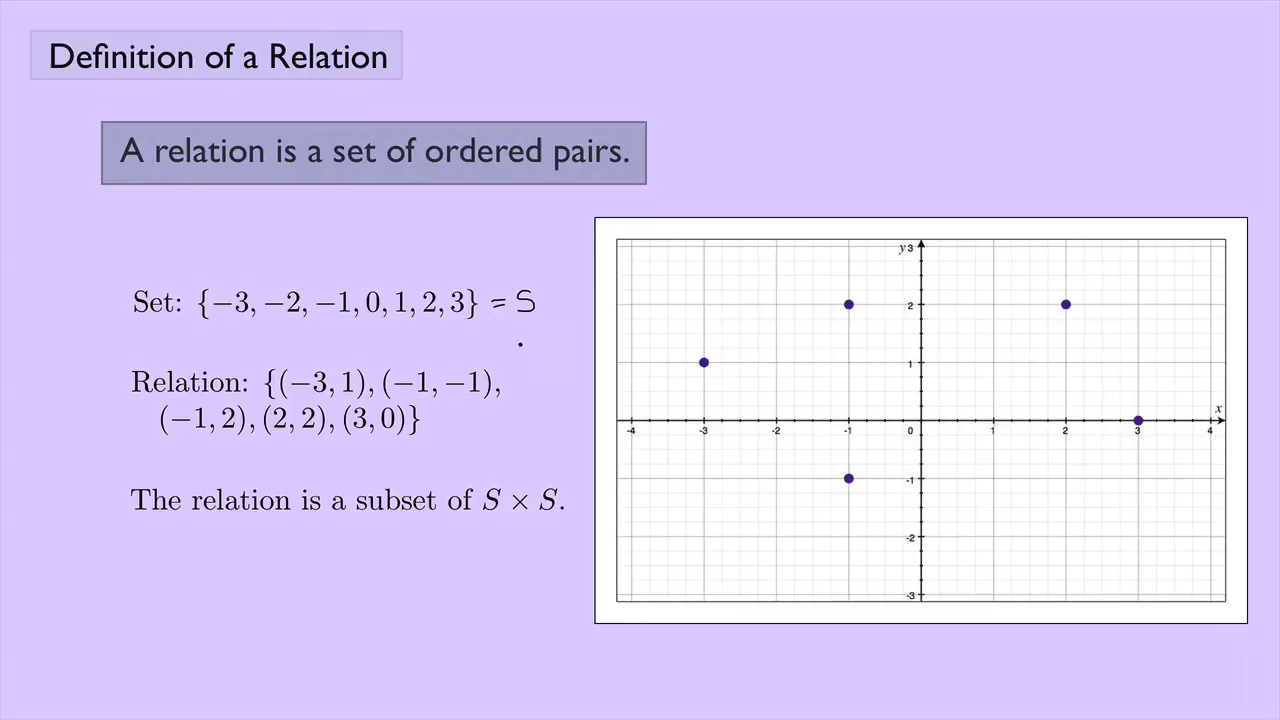 Definition of a Relation
A relation is a set of ordered pairs.
Set: {−3, −2, −1, 0, 1, 2, 3} = S
.
Relation: {(−3, 1), (−1, −1),
(−1, 2), (2, 2), (3, 0)}
The relation is a subset of S × S.
y 3
2
1
x
-4 -3 -2 -1 0 1 2 3 4
-1
-2
-3